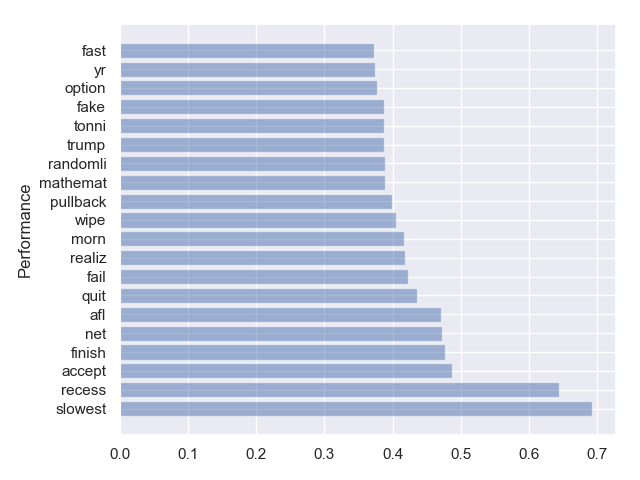 fast
yr
option
fake
tonni
trump
randomli
mathemat
pullback
wipe
morn
realiz
fail
quit
afl
net
finish
accept
recess
slowest
Performance
0.0 0.1 0.2 0.3 0.4 0.5 0.6 0.7